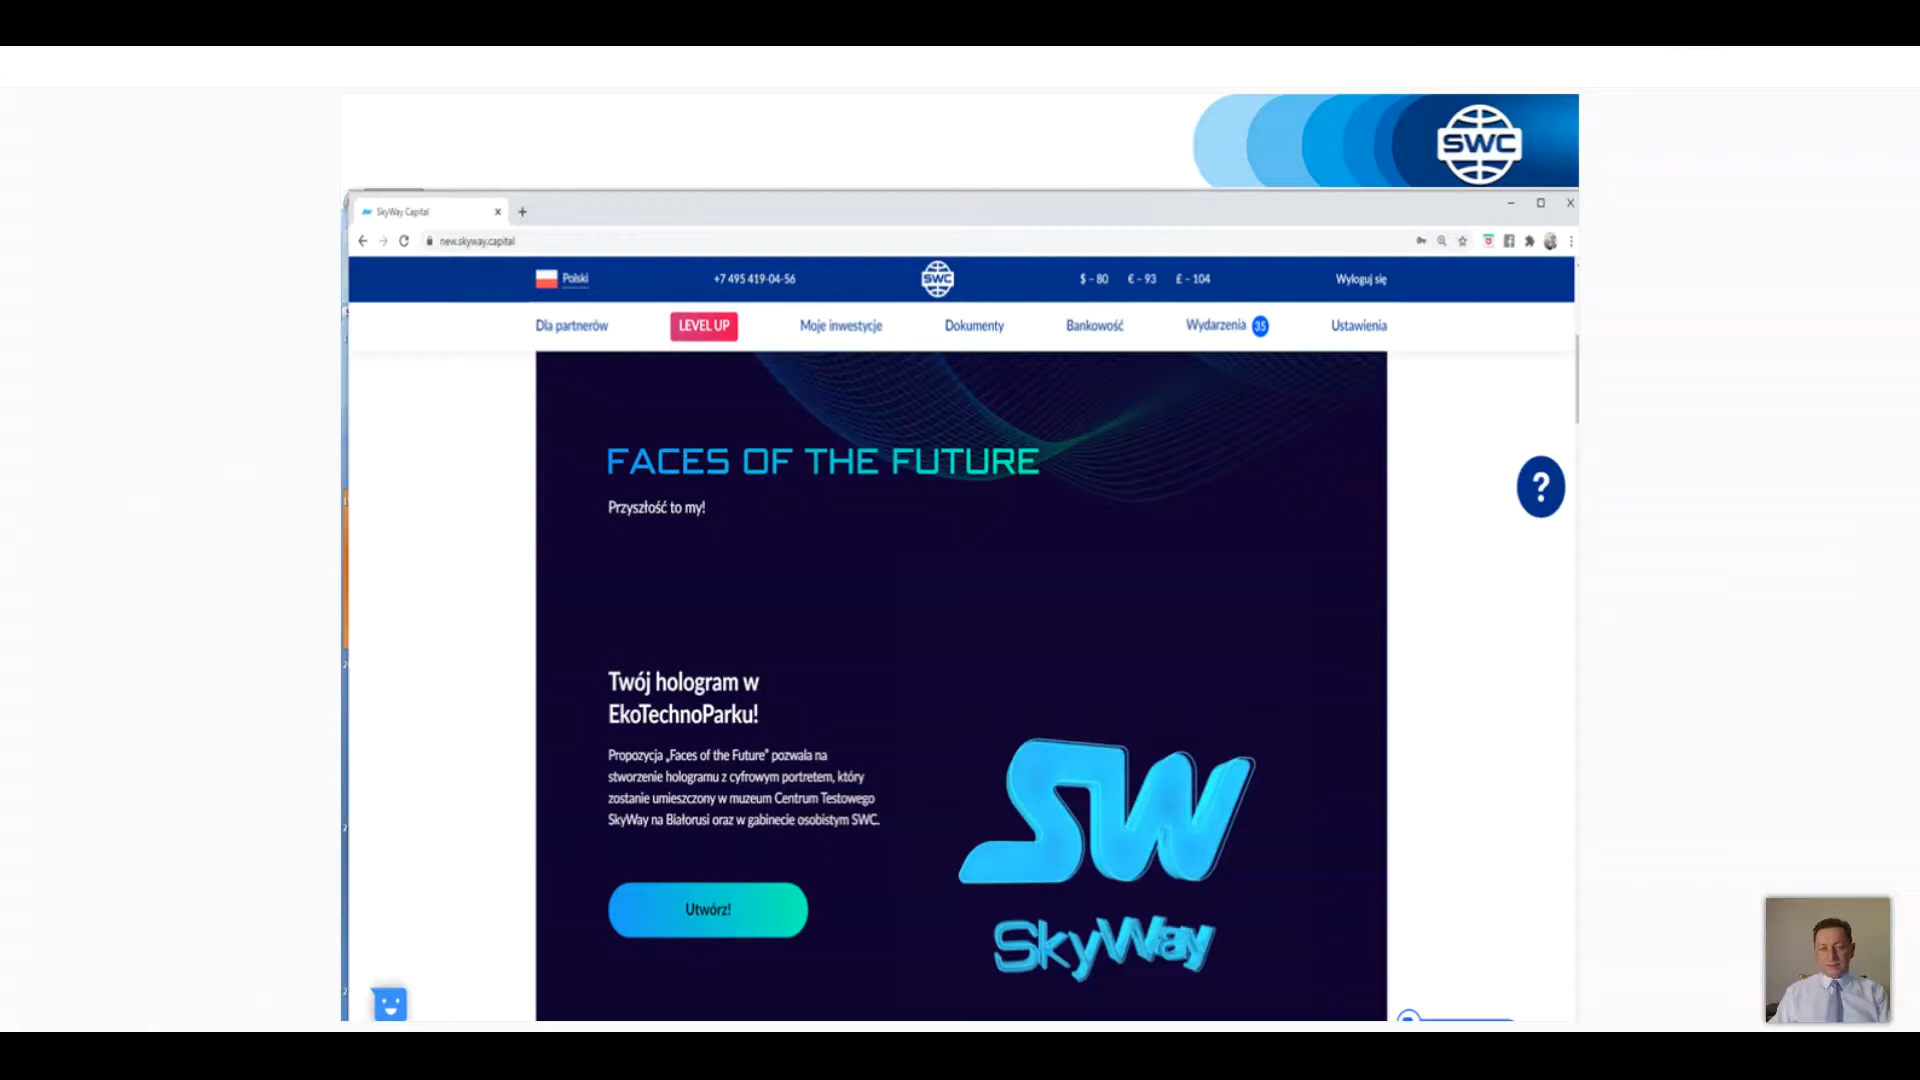 SWC
SkyWay Capital
new.skyway.capital
Polski
+7 495 419-04-56
SWC
$ – 80
€ – 93
£ – 104
Wyloguj się
Dla partnerów
LEVEL UP
Moje inwestycje
Dokumenty
Bankowość
Wydarzenia 35
Ustawienia
FACES OF THE FUTURE
Przyszłość to my!
?
Twój hologram w
EkoTechnoParku!
Propozycja „Faces of the Future” pozwala na
stworzenie hologramu z cyfrowym portretem, który
zostanie umieszczony w muzeum Centrum Testowego
SkyWay na Białorusi oraz w gabinecie osobistym SWC.
Utwórz!
SW
SkyWay